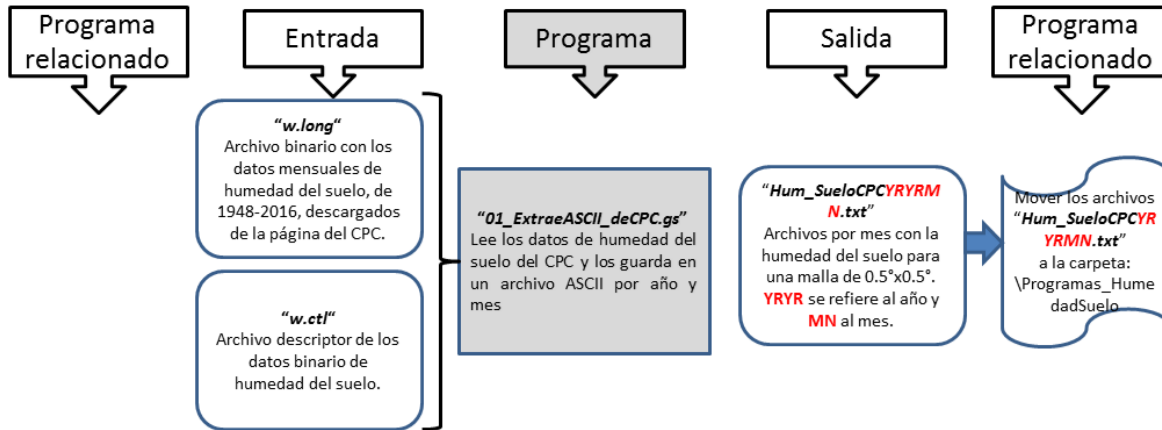 Programa
relacionado
Entrada
Programa
Salida
Programa
relacionado
“w.long“
Archivo binario con los
datos mensuales de
humedad del suelo, de
1948-2016, descargados
de la página del CPC.
“w.ctl“
Archivo descriptor de los
datos binario de
humedad del suelo.
“01_ExtraeASCII_deCPC.gs”
Lee los datos de humedad del
suelo del CPC y los guarda en
un archivo ASCII por año y
mes
“Hum_SueloCPCYRYRM
N.txt”
Archivos por mes con la
humedad del suelo para
una malla de 0.5°x0.5°.
YRYR se refiere al año y
MN al mes.
Mover los archivos
“Hum_SueloCPCYR
YRMN.txt”
a la carpeta:
\Programas_Hume
dadSuelo